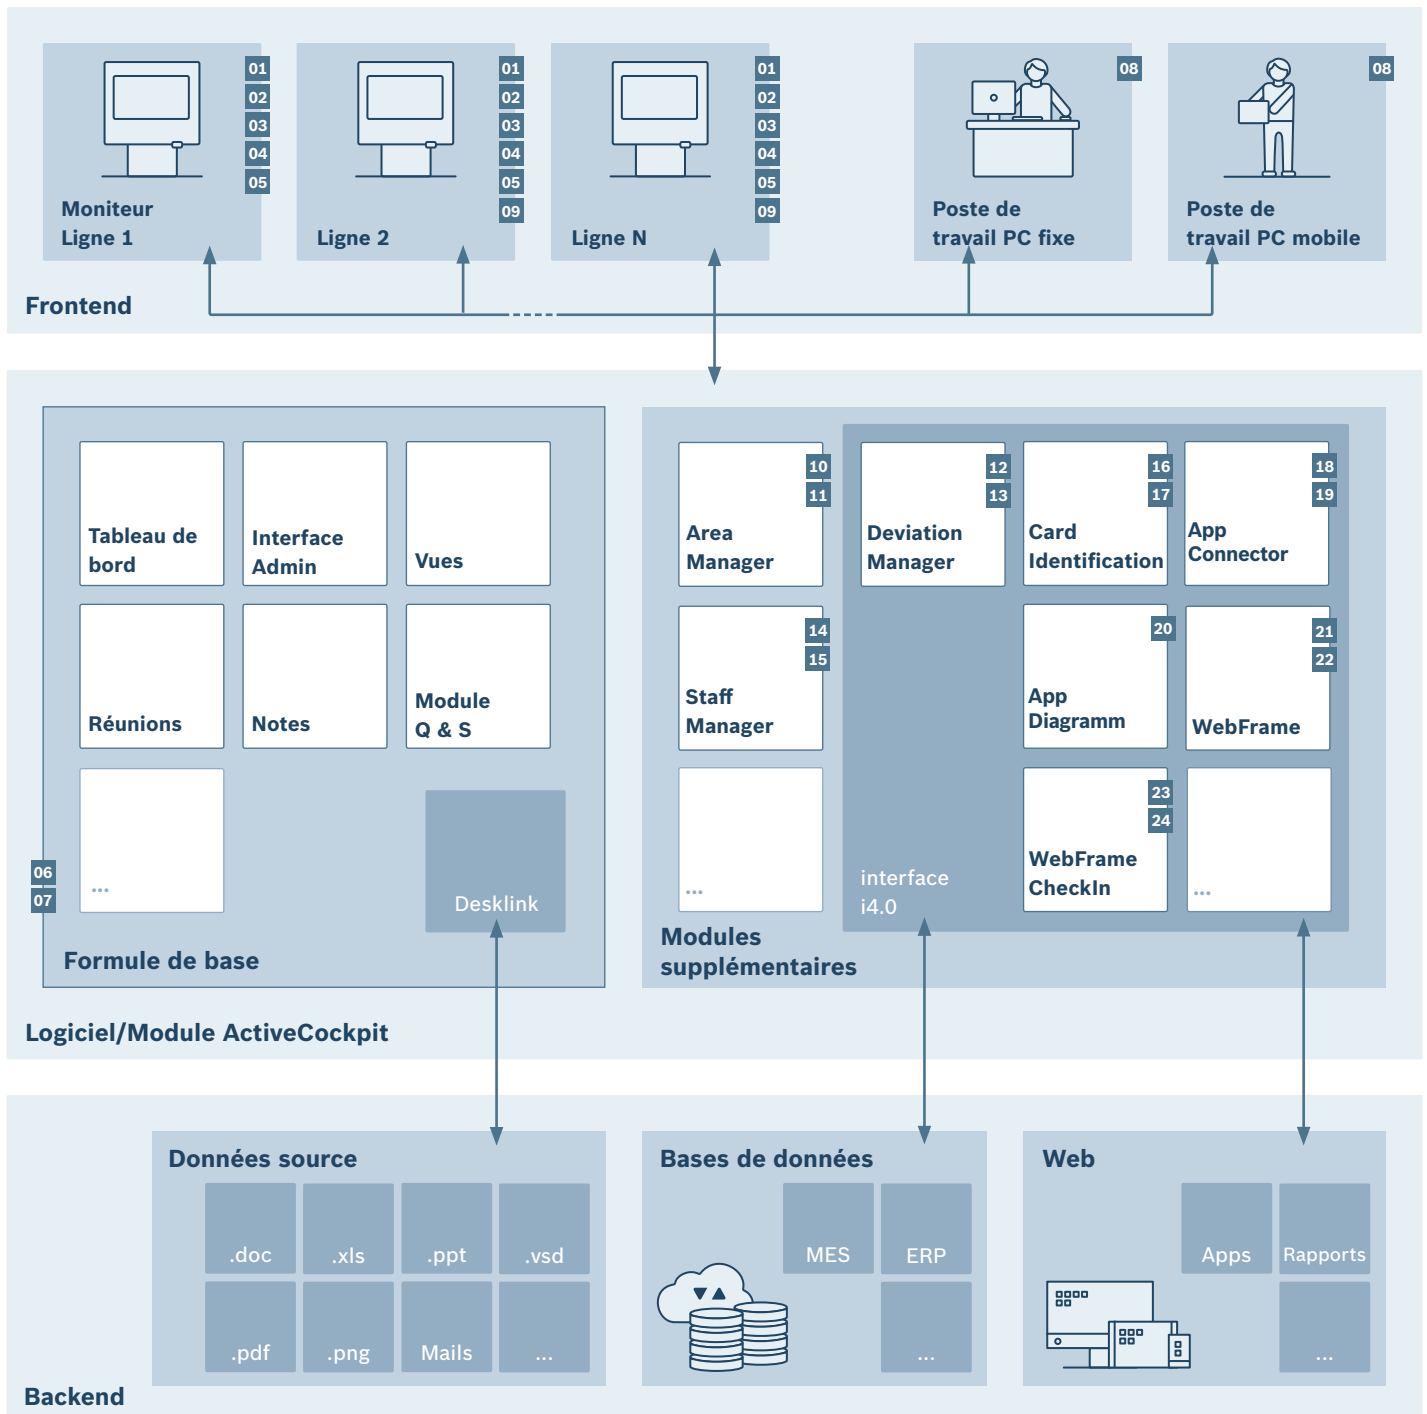 01
02
03
04
05
Moniteur
Ligne 1
01
02
03
04
05
09
Ligne 2
01
02
03
04
05
09
Ligne N
08
Poste de
travail PC fixe
08
Poste de
travail PC mobile
Frontend
Tableau de
bord
Interface
Admin
Vues
Réunions
Notes
Module
Q & S
...
06
07
Desklink
Formule de base
10
11
Area
Manager
12
13
Deviation
Manager
16
17
Card
Identification
18
19
App
Connector
14
15
Staff
Manager
20
App
Diagramm
21
22
WebFrame
...
interface
i4.0
23
24
WebFrame
CheckIn
...
Modules
supplémentaires
Logiciel/Module ActiveCockpit
Données source
.doc
.xls
.ppt
.vsd
.pdf
.png
Mails
...
Bases de données
MES
ERP
...
Web
Apps
Rapports
...
Backend